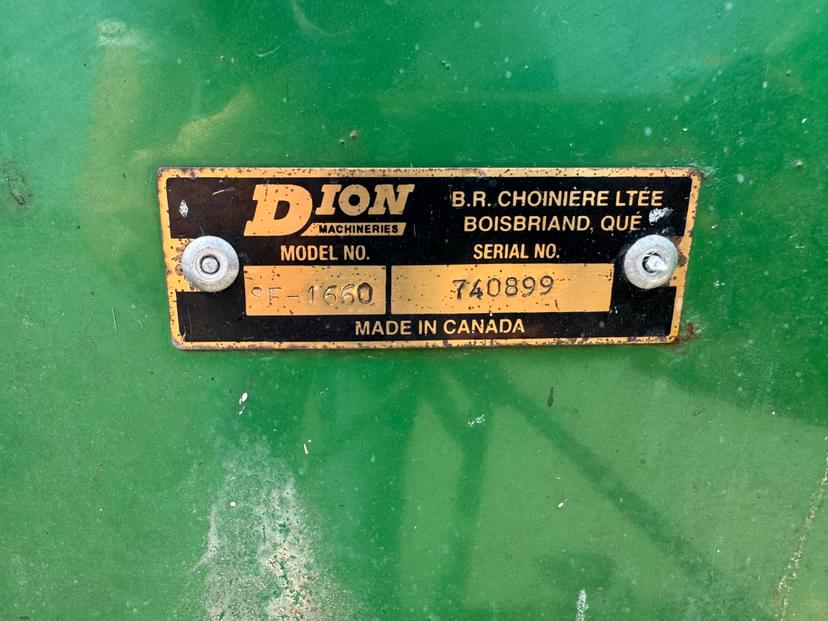 DION
MACHINERIES
B.R. CHOINIÈRE LTÉE
BOISBRIAND, QUÉ.
MODEL NO.
SERIAL NO.
SF-1660
740899
MADE IN CANADA